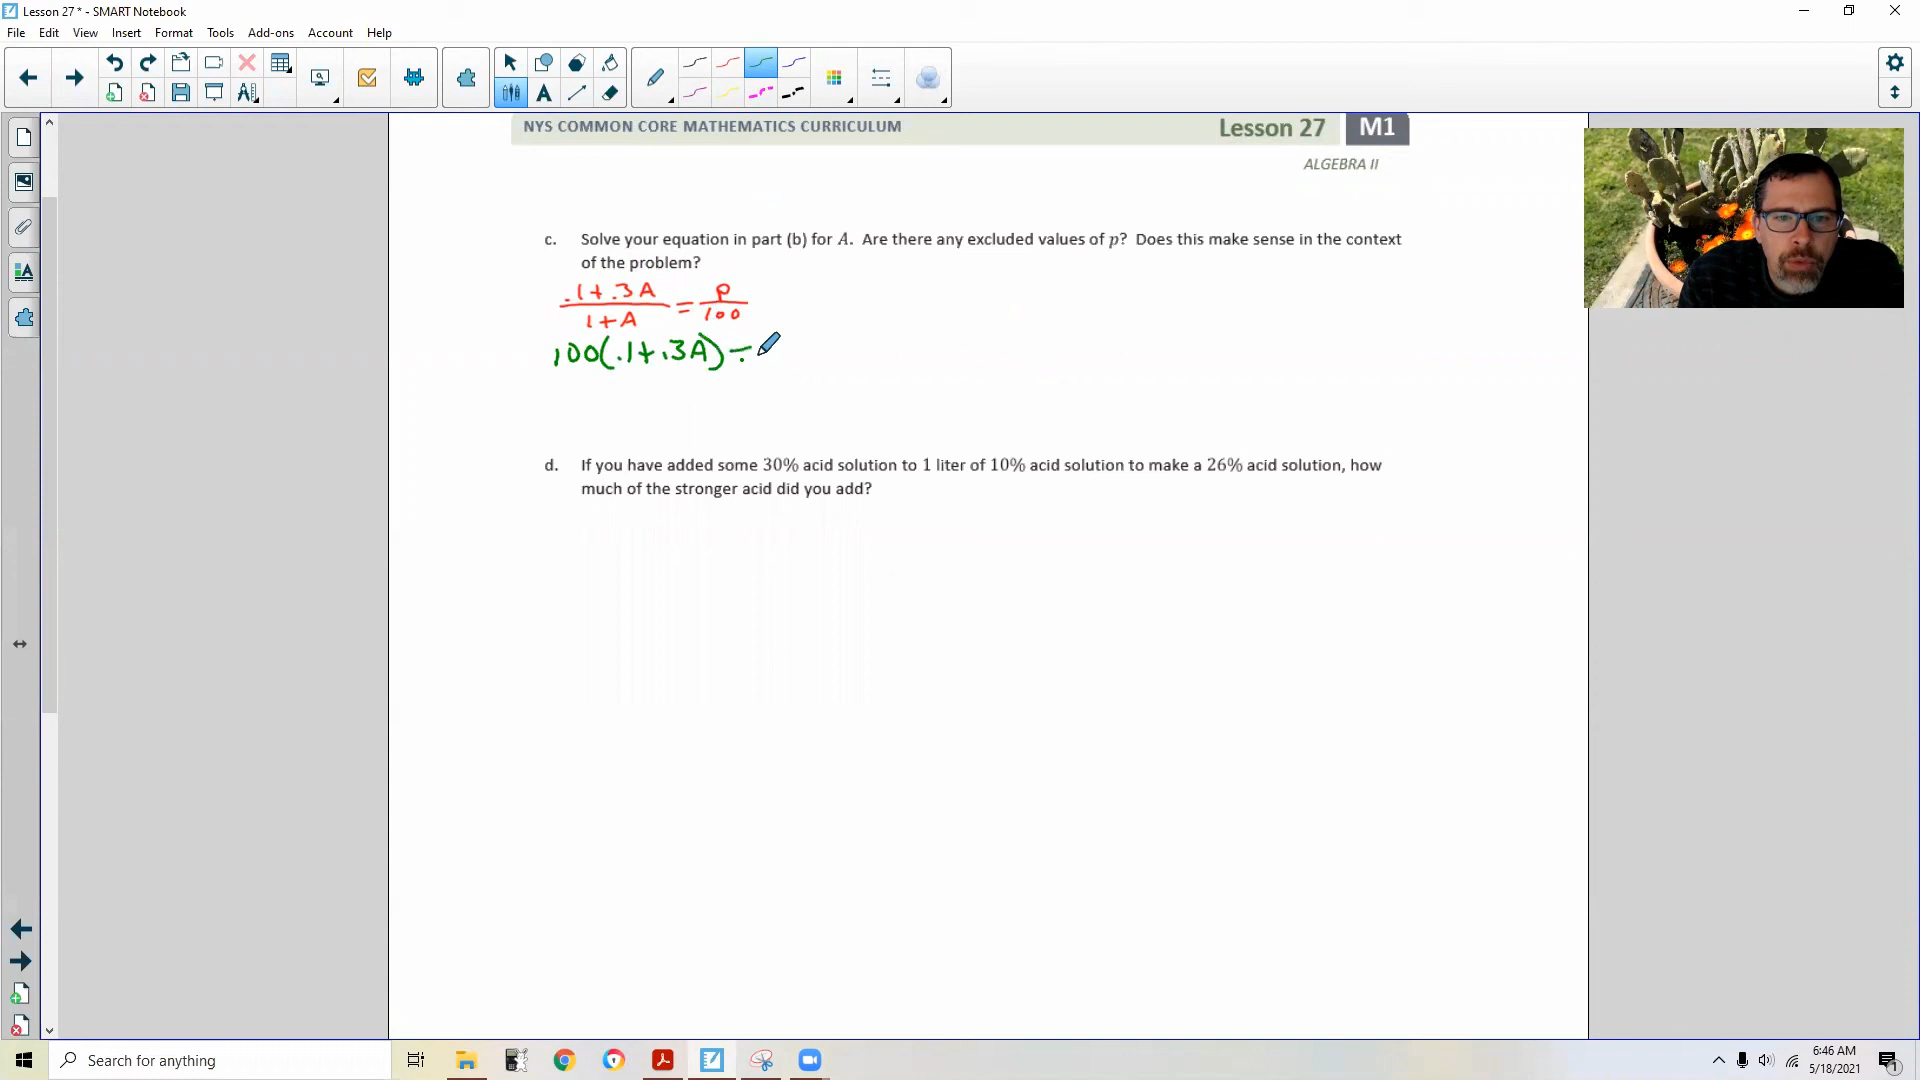 Lesson 27 * - SMART Notebook
File Edit View Insert Format Tools Add-ons Account Help
NYS COMMON CORE MATHEMATICS CURRICULUM Lesson 27 M1
ALGEBRA II
c. Solve your equation in part (b) for A. Are there any excluded values of p? Does this make sense in the context
of the problem?
.1+.3A / 1+A = p / 100
100(.1+.3A) =
d. If you have added some 30% acid solution to 1 liter of 10% acid solution to make a 26% acid solution, how
much of the stronger acid did you add?
Search for anything
6:46 AM
5/18/2021
1